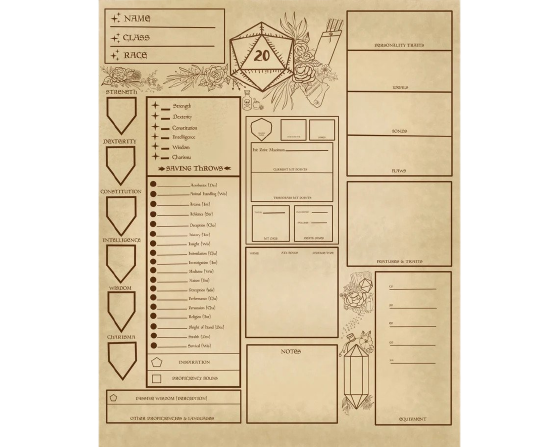 NAME
CLASS
RACE
20
STRENGTH
DEXTERITY
CONSTITUTION
INTELLIGENCE
WISDOM
CHARISMA
Strength
Dexterity
Constitution
Intelligence
Wisdom
Charisma
SAVING THROWS
Acrobatics (Dex)
Animal Handling (Wis)
Arcana (Int)
Athletics (Str)
Deception (Cha)
History (Int)
Insight (Wis)
Intimidation (Cha)
Investigation (Int)
Medicine (Wis)
Nature (Int)
Perception (Wis)
Performance (Cha)
Persuasion (Cha)
Religion (Int)
Slight of Hand (Dex)
Stealth (Dex)
Survival (Wis)
INSPIRATION
PROFICIENCY BONUS
PASSIVE WISDOM (PERCEPTION)
OTHER PROFICIENCIES & LANGUAGES
Hit Point Maximum
CURRENT HIT POINTS
TEMPORARY HIT POINTS
HIT DICE
DEATH SAVES
NAME
ATK BONUS
NOTES
PERSONALITY TRAITS
IDEALS
BONDS
FLAWS
FEATURES & TRAITS
CP
SP
EP
GP
EQUIPMENT